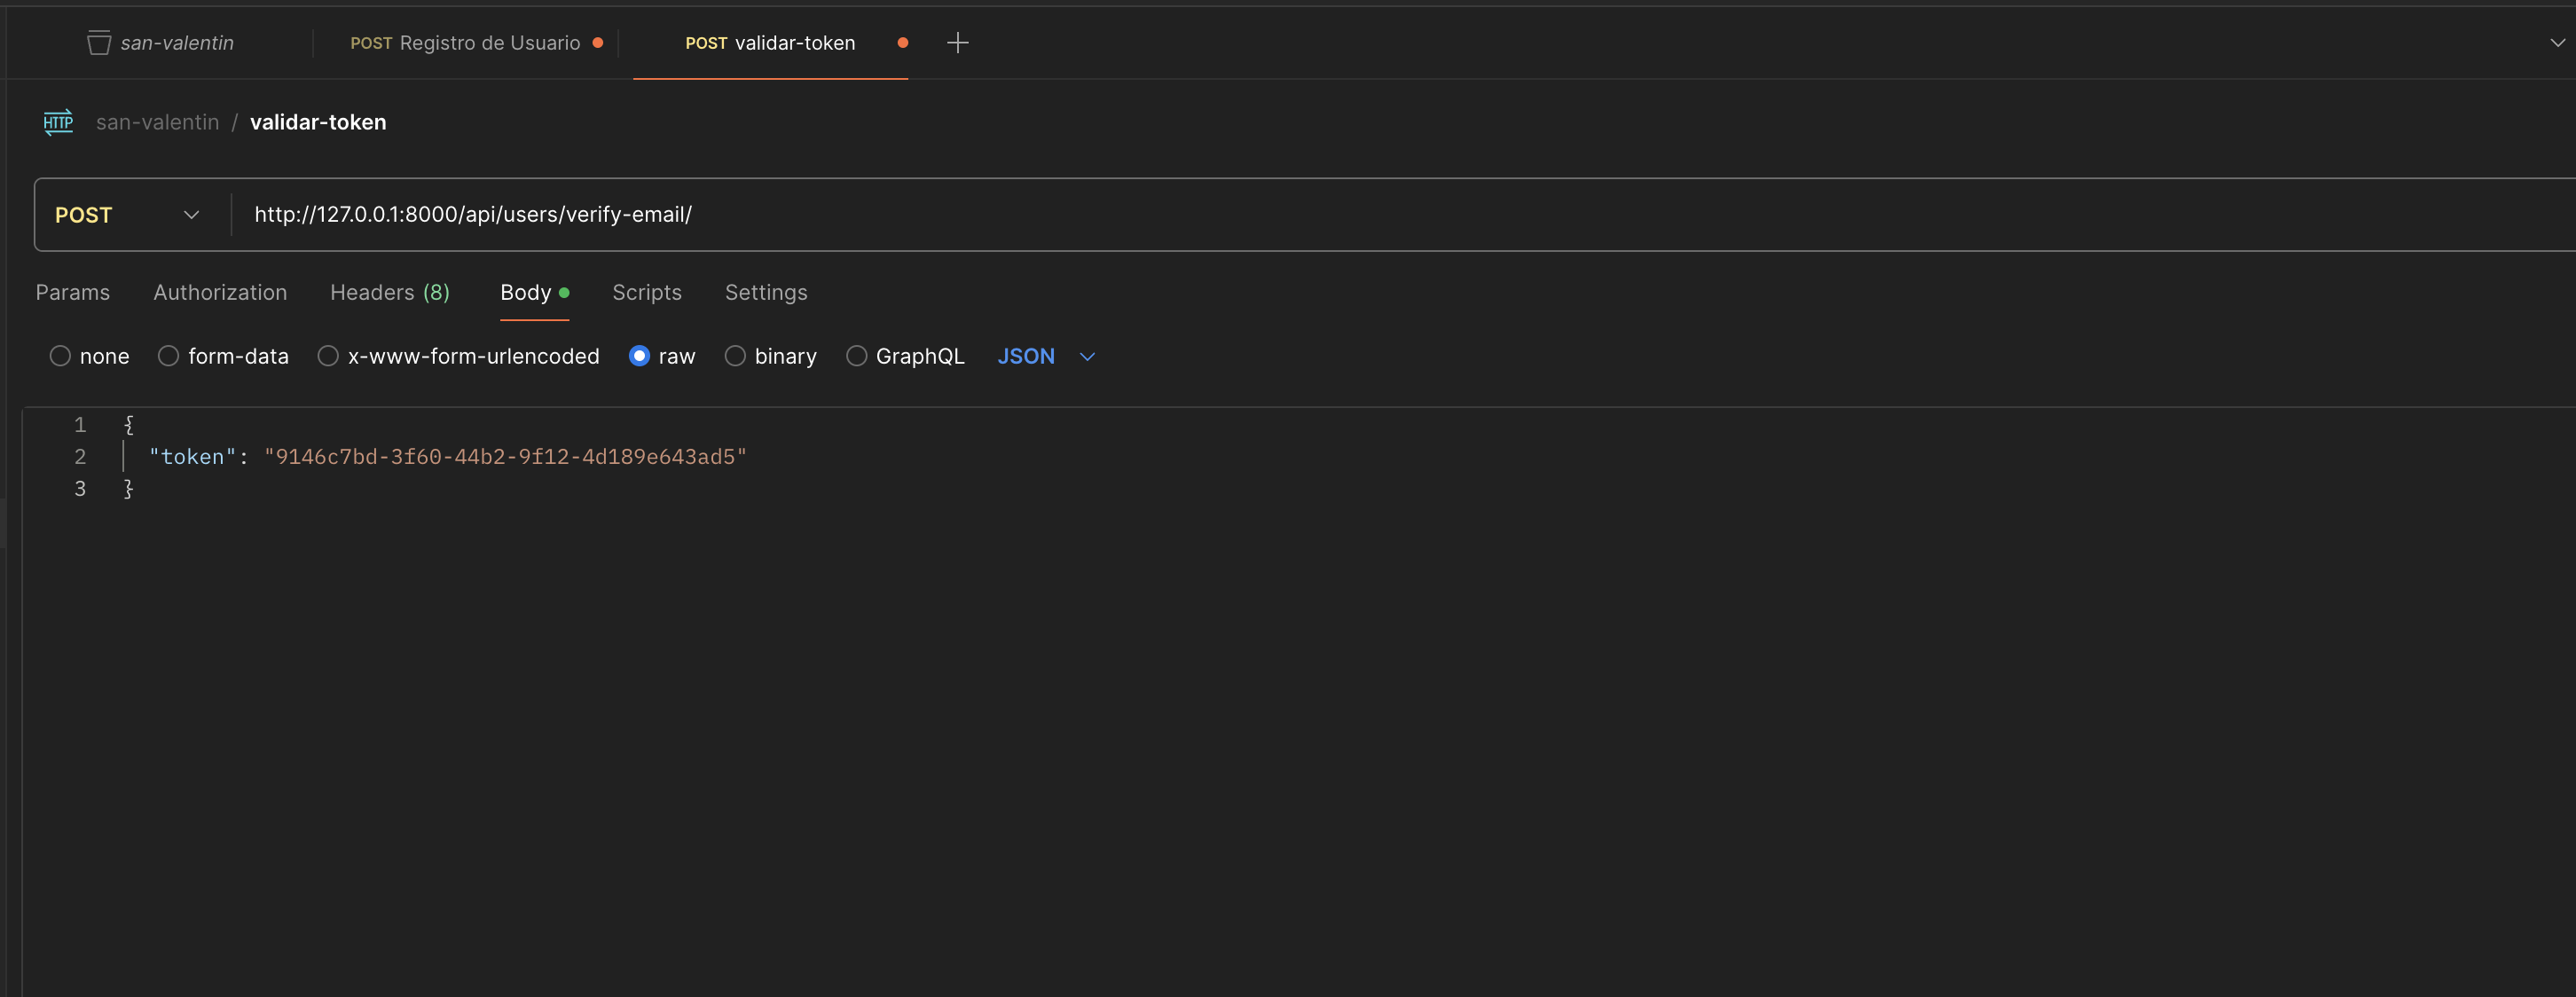 san-valentin POST Registro de Usuario POST validar-token
HTTP san-valentin / validar-token
POST http://127.0.0.1:8000/api/users/verify-email/
Params Authorization Headers (8) Body Scripts Settings
none form-data x-www-form-urlencoded raw binary GraphQL JSON
1 {
2 "token": "9146c7bd-3f60-44b2-9f12-4d189e643ad5"
3 }